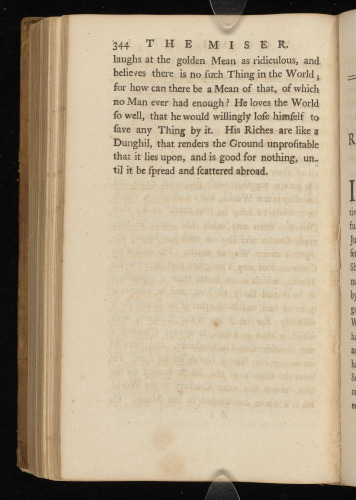 344 THE MISER.
laughs at the golden Mean as ridiculous, and
believes there is no ſuch Thing in the World,
for how can there be a Mean of that, of which
no Man ever had enough? He loves the World
ſo well, that he would willingly loſe himſelf to
ſave any Thing by it. His Riches are like a
Dunghil, that renders the Ground unprofitable
that it lies upon, and is good for nothing, un-
til it be ſpread and ſcattered abroad.